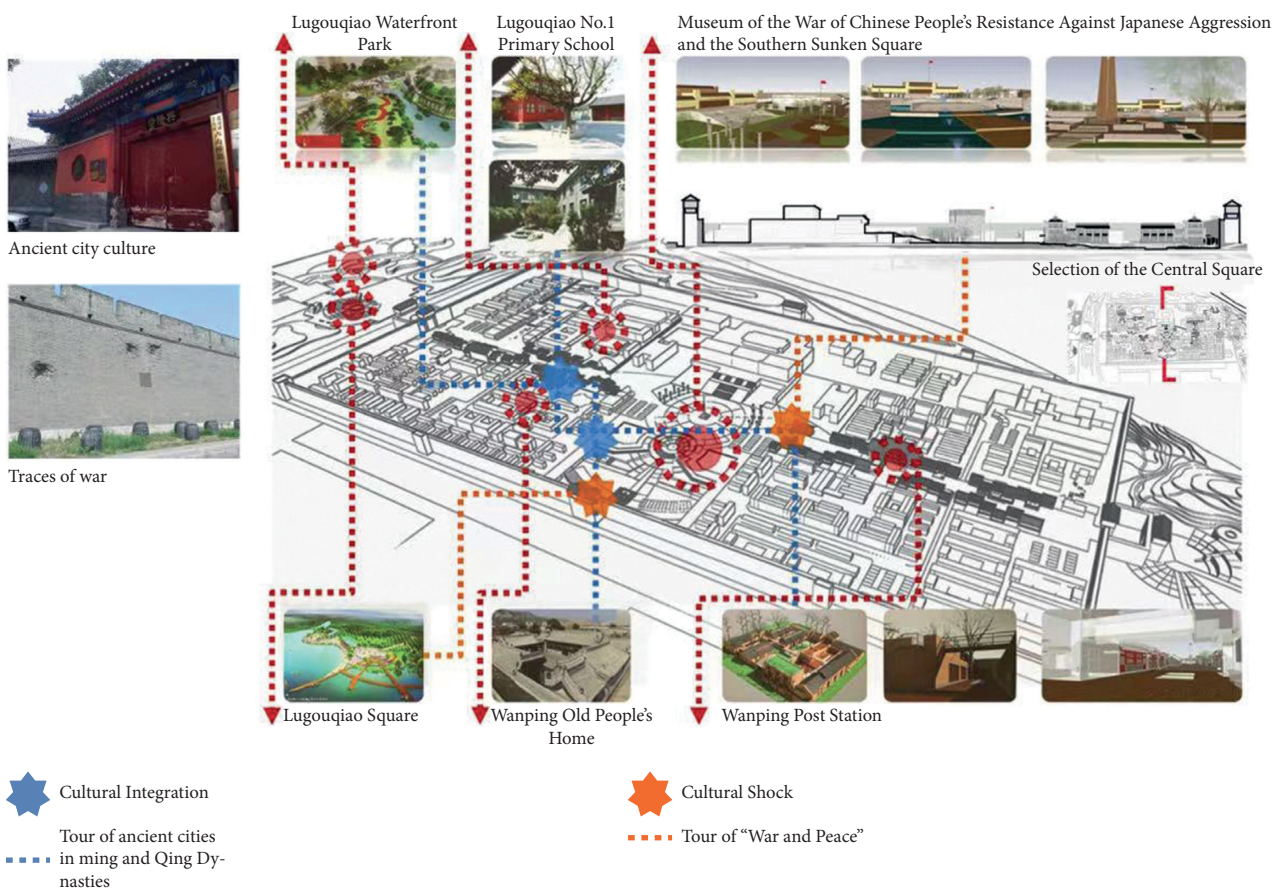 Lugouqiao Waterfront
Park
Lugouqiao No.1
Primary School
Museum of the War of Chinese People's Resistance Against Japanese Aggression
and the Southern Sunken Square
Ancient city culture
Selection of the Central Square
Traces of war
Lugouqiao Square
Wanping Old People's
Home
Wanping Post Station
Cultural Integration
Cultural Shock
Tour of ancient cities
in ming and Qing Dy-
nasties
Tour of “War and Peace”